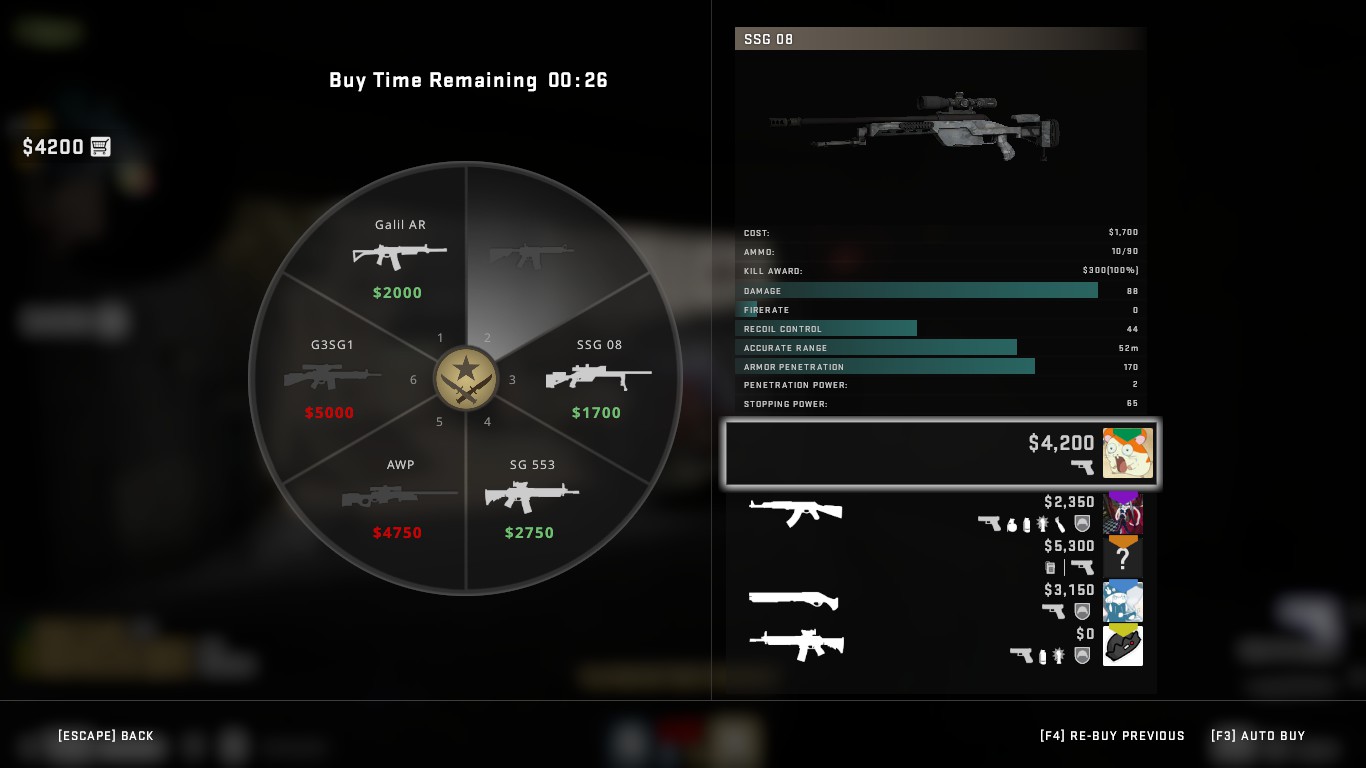 SSG 08
Buy Time Remaining 00:26
$4200
Galil AR
$2000
1
2
G3SG1
$5000
6
SSG 08
$1700
3
5
4
AWP
$4750
SG 553
$2750
COST: $1,700
AMMO: 10/90
KILL AWARD: $300(100%)
DAMAGE 88
FIRERATE 0
RECOIL CONTROL 44
ACCURATE RANGE 52m
ARMOR PENETRATION 170
PENETRATION POWER: 2
STOPPING POWER: 65
$4,200
$2,350
$5,300
?
$3,150
$0
[ESCAPE] BACK
[F4] RE-BUY PREVIOUS
[F3] AUTO BUY